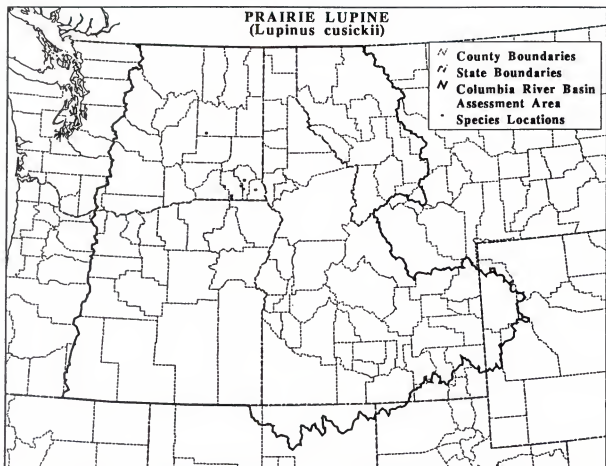 PRAIRIE LUPINE
(Lupinus cusickii)
County Boundaries
State Boundaries
Columbia River Basin
Assessment Area
Species Locations